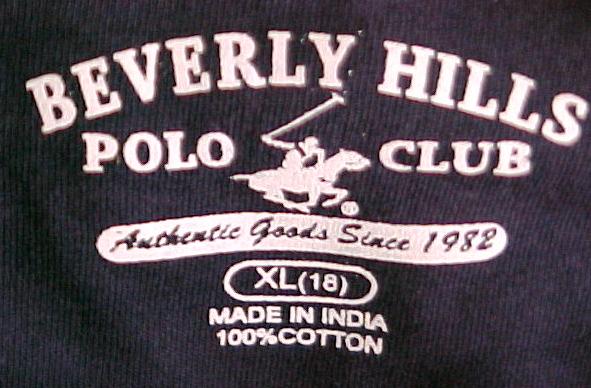 BEVERLY HILLS
POLO CLUB
Authentic Goods Since 1982
XL(18)
MADE IN INDIA
100%COTTON